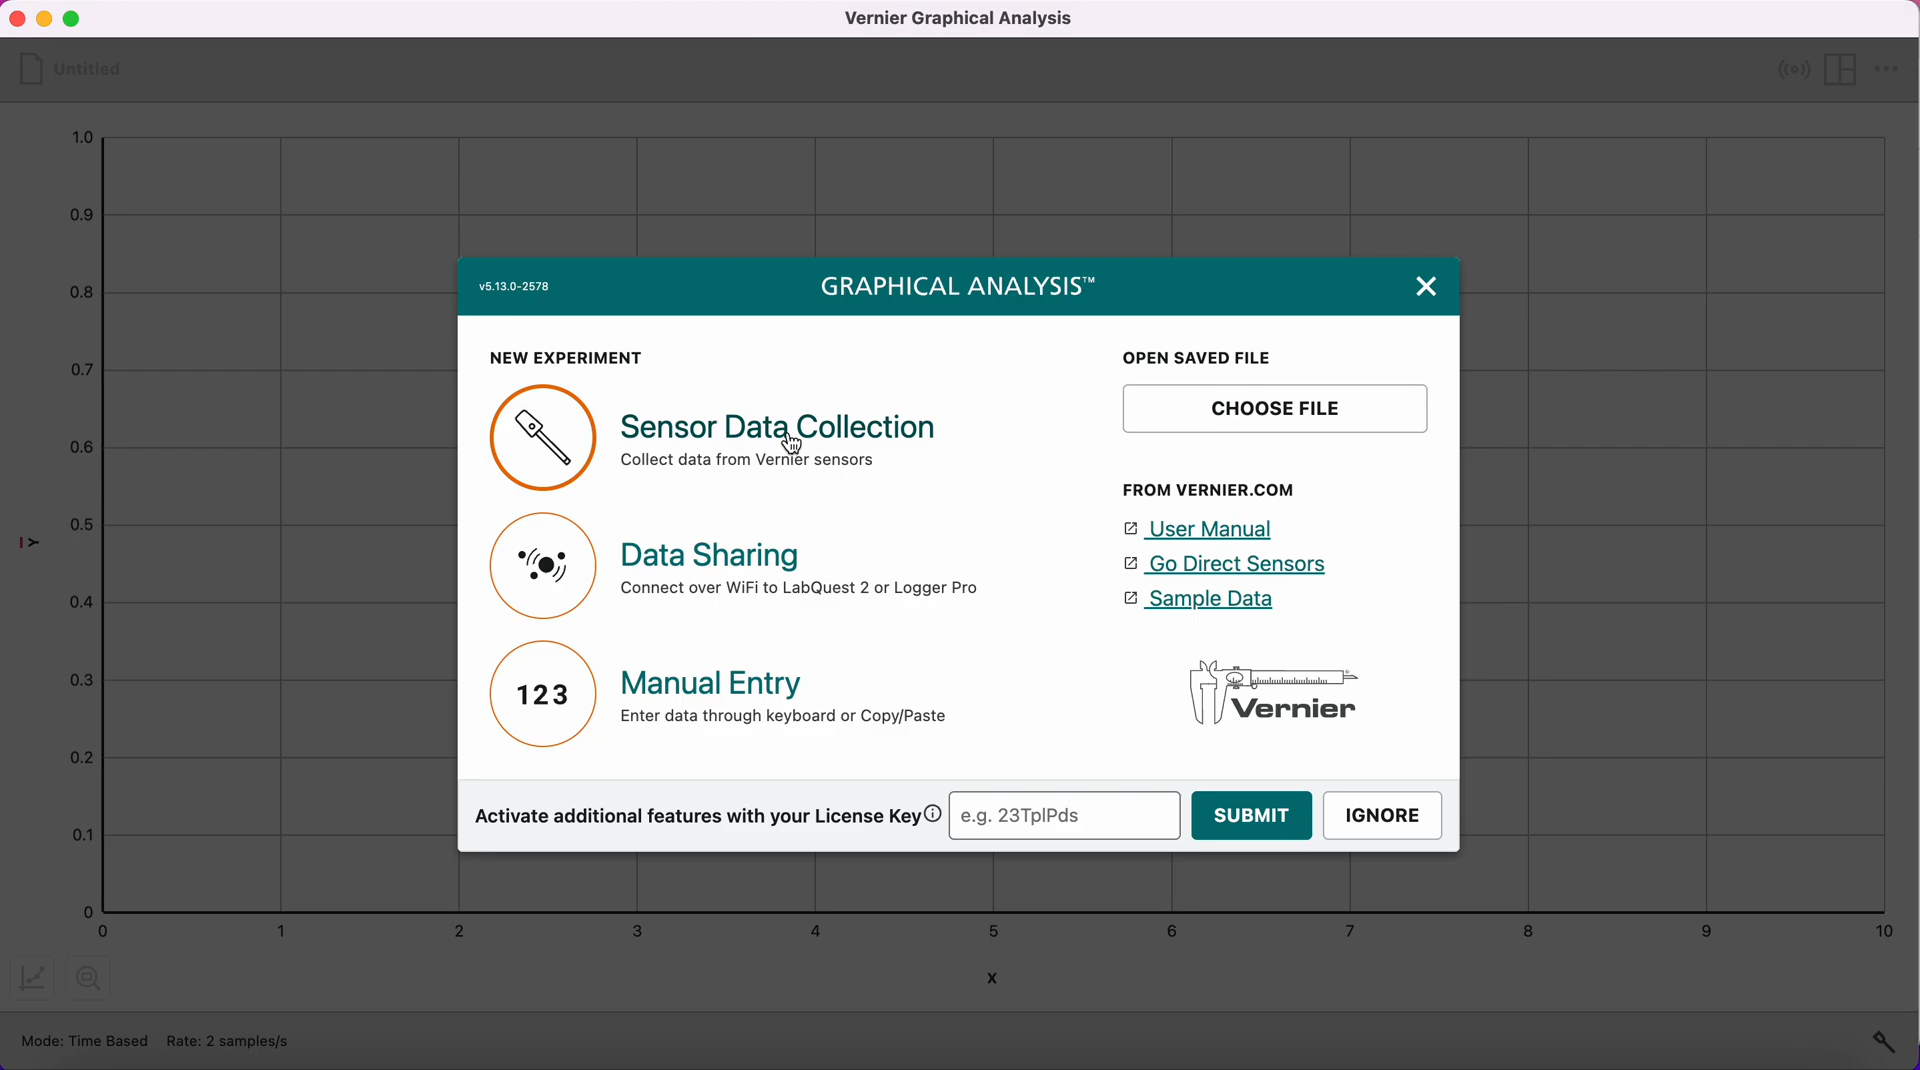 Vernier Graphical Analysis
Untitled
1.0
0.9
0.8
0.7
0.6
0.5
0.4
0.3
0.2
0.1
0
Y
0 1 2 3 4 5 6 7 8 9 10
X
v5.13.0-2578
GRAPHICAL ANALYSIS™
NEW EXPERIMENT
Sensor Data Collection
Collect data from Vernier sensors
Data Sharing
Connect over WiFi to LabQuest 2 or Logger Pro
123
Manual Entry
Enter data through keyboard or Copy/Paste
OPEN SAVED FILE
CHOOSE FILE
FROM VERNIER.COM
User Manual
Go Direct Sensors
Sample Data
Vernier
Activate additional features with your License Key
e.g. 23TplPds
SUBMIT
IGNORE
Mode: Time Based Rate: 2 samples/s